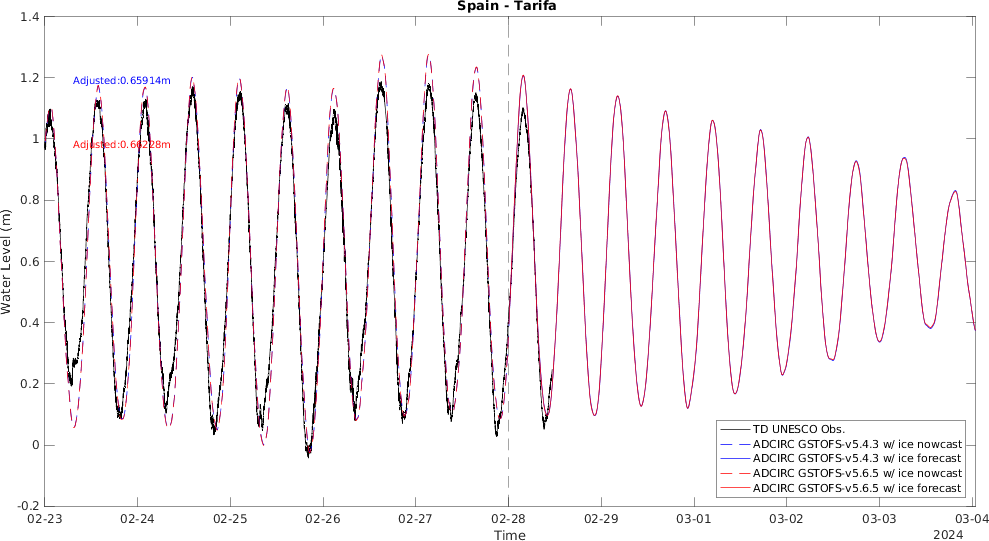 Spain - Tarifa
1.4
1.2
1
0.8
0.6
0.4
0.2
0
-0.2
Water Level (m)
Adjusted:0.65914m
Adjusted:0.66228m
TD UNESCO Obs.
ADCIRC GSTOFS-v5.4.3 w/ ice nowcast
ADCIRC GSTOFS-v5.4.3 w/ ice forecast
ADCIRC GSTOFS-v5.6.5 w/ ice nowcast
ADCIRC GSTOFS-v5.6.5 w/ ice forecast
02-23 02-24 02-25 02-26 02-27 02-28 02-29 03-01 03-02 03-03 03-04
Time
2024